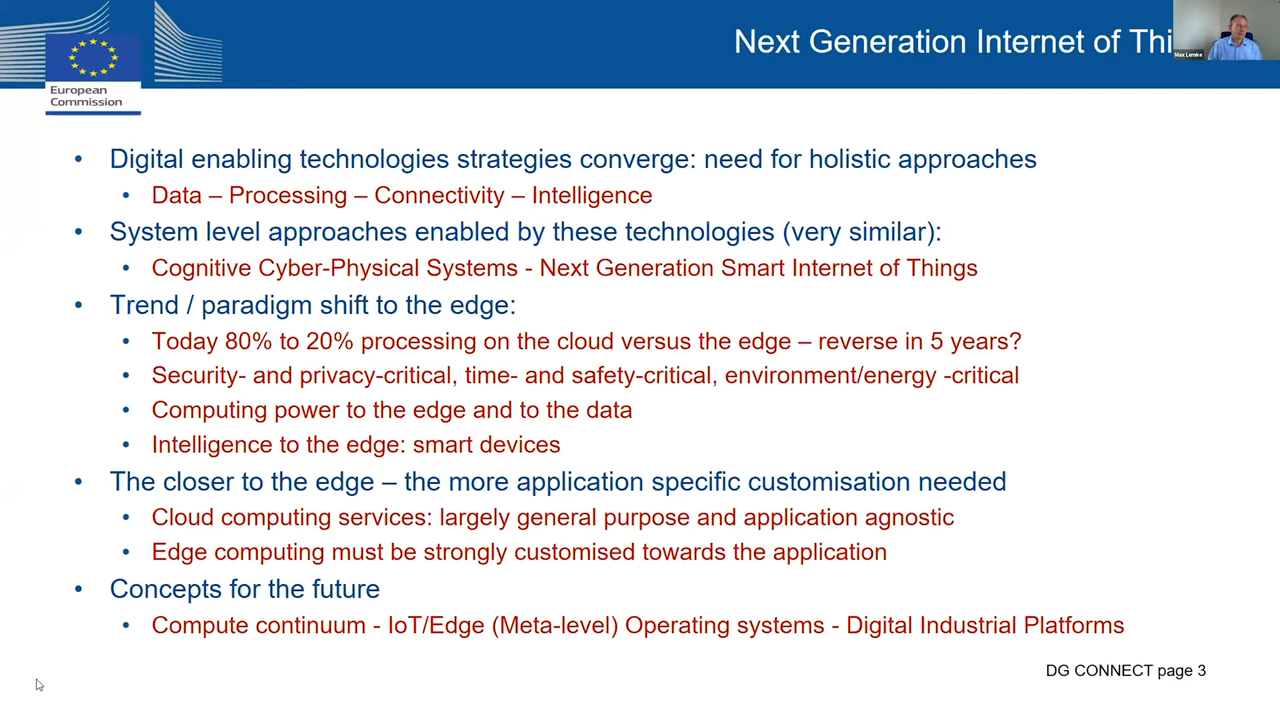 Next Generation Internet of Thi
Max Lemke
European
Commission
• Digital enabling technologies strategies converge: need for holistic approaches
• Data – Processing – Connectivity – Intelligence
• System level approaches enabled by these technologies (very similar):
• Cognitive Cyber-Physical Systems - Next Generation Smart Internet of Things
• Trend / paradigm shift to the edge:
• Today 80% to 20% processing on the cloud versus the edge – reverse in 5 years?
• Security- and privacy-critical, time- and safety-critical, environment/energy -critical
• Computing power to the edge and to the data
• Intelligence to the edge: smart devices
• The closer to the edge – the more application specific customisation needed
• Cloud computing services: largely general purpose and application agnostic
• Edge computing must be strongly customised towards the application
• Concepts for the future
• Compute continuum - IoT/Edge (Meta-level) Operating systems - Digital Industrial Platforms
DG CONNECT page 3